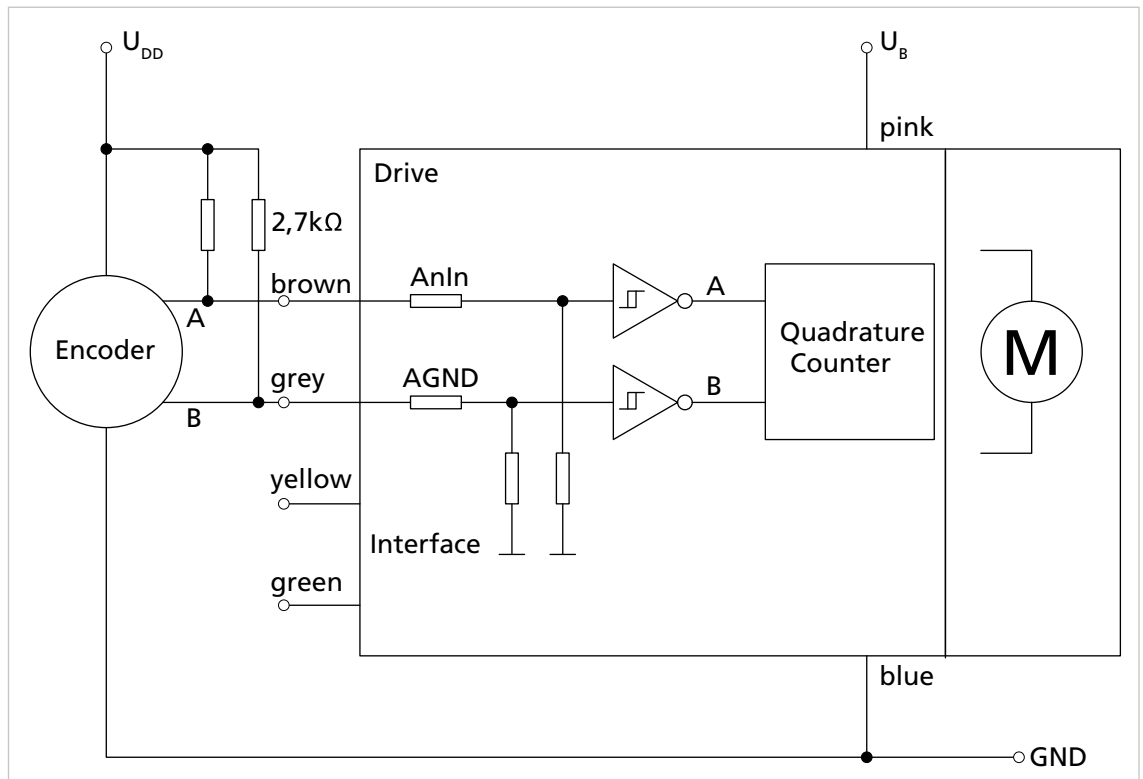 U_DD
U_B
pink
Drive
2,7kΩ
brown
AnIn
A
A
Encoder
Quadrature
Counter
M
grey
AGND
B
B
yellow
Interface
green
blue
GND